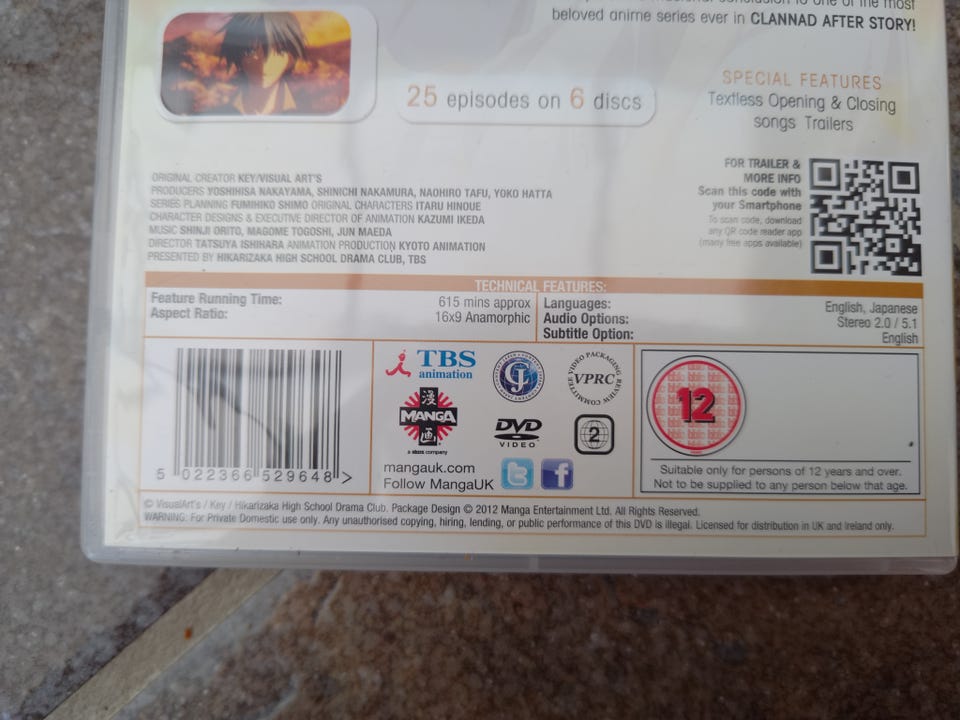 beloved anime series ever in CLANNAD AFTER STORY!
SPECIAL FEATURES
Textless Opening & Closing
songs Trailers
25 episodes on 6 discs
ORIGINAL CREATOR KEY/VISUAL ART'S
PRODUCERS YOSHIHISA NAKAYAMA, SHINICHI NAKAMURA, NAOHIRO TAFU, YOKO HATTA
SERIES PLANNING FUMIHIKO SHIMO ORIGINAL CHARACTERS ITARU HINOUE
CHARACTER DESIGNS & EXECUTIVE DIRECTOR OF ANIMATION KAZUMI IKEDA
MUSIC SHINJI ORITO, MAGOME TOGOSHI, JUN MAEDA
DIRECTOR TATSUYA ISHIHARA ANIMATION PRODUCTION KYOTO ANIMATION
PRESENTED BY HIKARIZAKA HIGH SCHOOL DRAMA CLUB, TBS
FOR TRAILER &
MORE INFO
Scan this code with
your Smartphone
To scan code, download
any QR code reader app
(many free apps available)
TECHNICAL FEATURES:
Feature Running Time: 615 mins approx
Aspect Ratio: 16x9 Anamorphic
Languages: English, Japanese
Audio Options: Stereo 2.0 / 5.1
Subtitle Option: English
5 022366 529648 >
TBS
animation
漫
MANGA
画
VIDEO PACKAGING REVIEW COMMITTEE
VPRC
DVD
VIDEO
2
mangauk.com
Follow MangaUK
12
Suitable only for persons of 12 years and over.
Not to be supplied to any person below that age.
© VisualArt's / Key / Hikarizaka High School Drama Club. Package Design © 2012 Manga Entertainment Ltd. All Rights Reserved.
WARNING: For Private Domestic use only. Any unauthorised copying, hiring, lending, or public performance of this DVD is illegal. Licensed for distribution in UK and Ireland only.